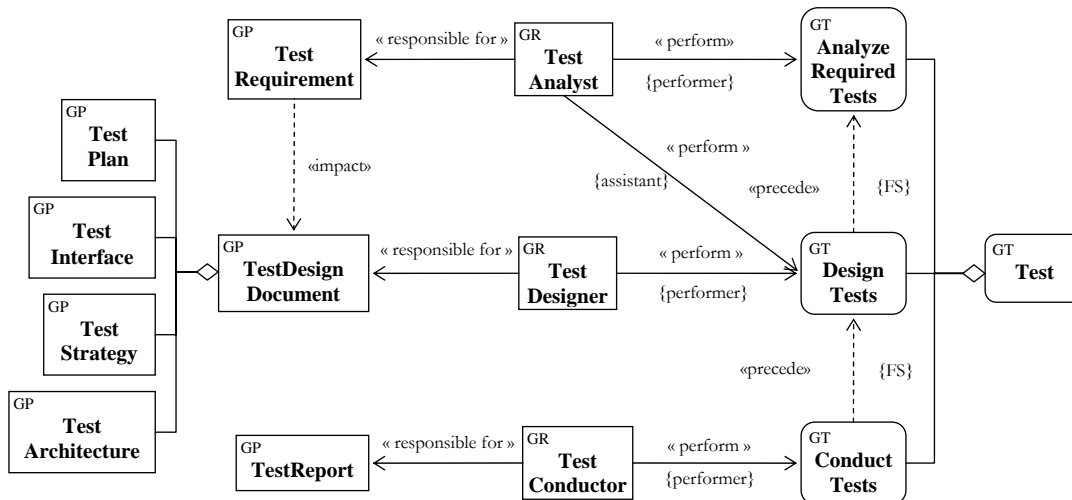 GP
Test
Requirement
« responsible for »
GR
Test
Analyst
« perform»
{performer}
GT
Analyze
Required
Tests
GP
Test
Plan
«impact»
« perform »
{assistant}
«precede»
{FS}
GP
Test
Interface
GP
TestDesign
Document
« responsible for »
GR
Test
Designer
« perform »
{performer}
GT
Design
Tests
GT
Test
GP
Test
Strategy
«precede»
{FS}
GP
Test
Architecture
GP
TestReport
« responsible for »
GR
Test
Conductor
« perform »
{performer}
GT
Conduct
Tests